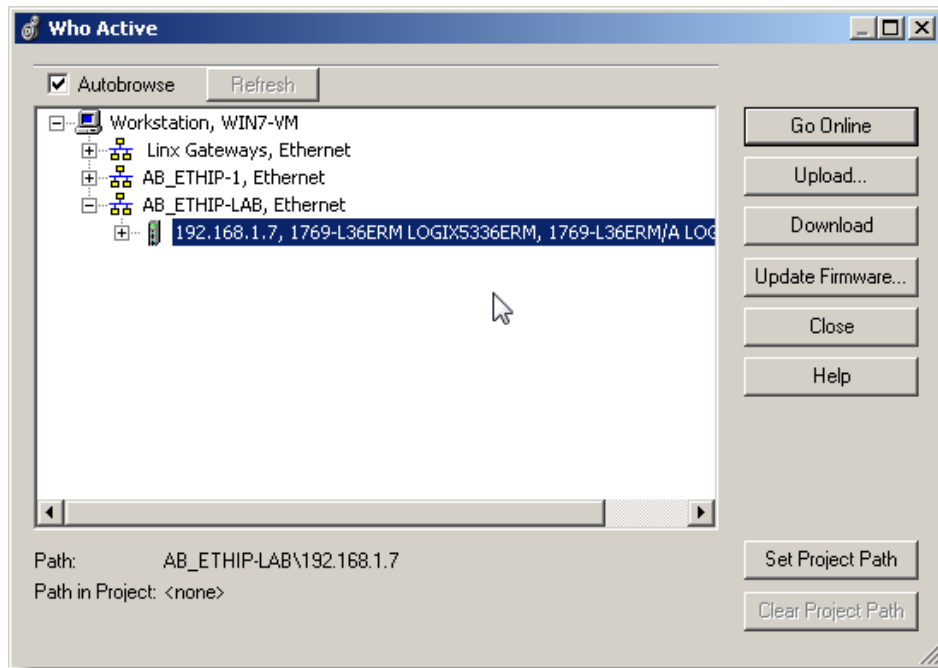 Who Active
Autobrowse
Refresh
Workstation, WIN7-VM
Linx Gateways, Ethernet
AB_ETHIP-1, Ethernet
AB_ETHIP-LAB, Ethernet
192.168.1.7, 1769-L36ERM LOGIX5336ERM, 1769-L36ERM/A LOG
Go Online
Upload...
Download
Update Firmware...
Close
Help
Path: AB_ETHIP-LAB\192.168.1.7
Path in Project: <none>
Set Project Path
Clear Project Path